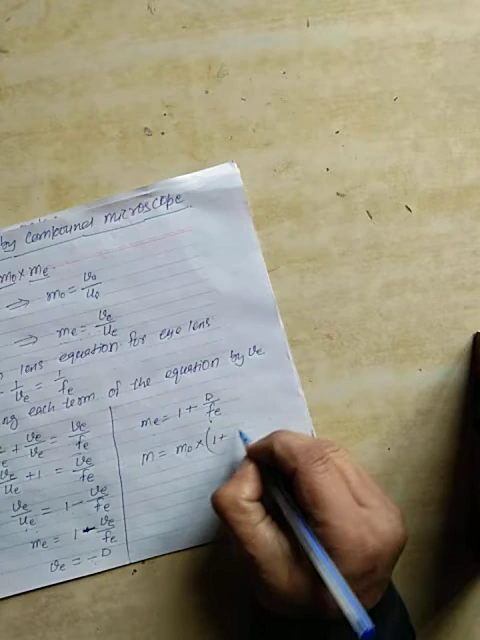 by compound microscope
m₀ × mₑ
⇒ m₀ = v₀/u₀
⇒ mₑ = vₑ/uₑ
lens equation for eye lens
1/vₑ = 1/fₑ
each term of the equation by vₑ
+ vₑ/vₑ = vₑ/fₑ
vₑ/uₑ + 1 = vₑ/fₑ
vₑ/uₑ = 1 - vₑ/fₑ
mₑ = 1 - vₑ/fₑ
vₑ = -D
mₑ = 1 + D/fₑ
m = m₀ × (1 +